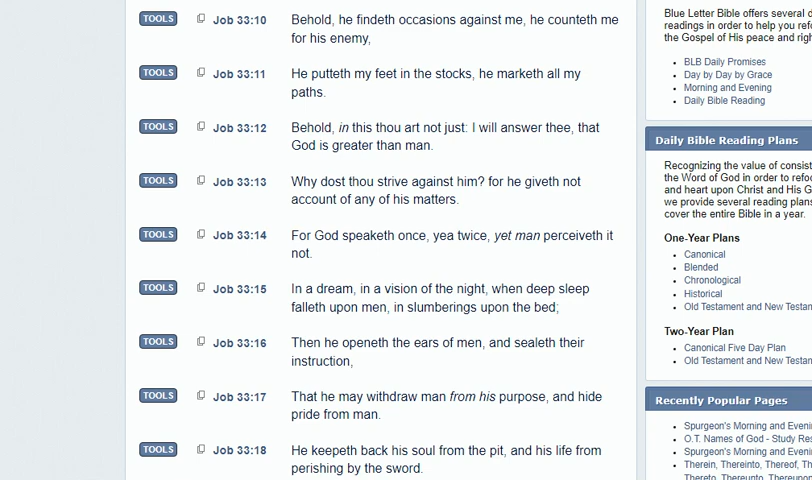 TOOLS Job 33:10 Behold, he findeth occasions against me, he counteth me
for his enemy,
TOOLS Job 33:11 He putteth my feet in the stocks, he marketh all my
paths.
TOOLS Job 33:12 Behold, in this thou art not just: I will answer thee, that
God is greater than man.
TOOLS Job 33:13 Why dost thou strive against him? for he giveth not
account of any of his matters.
TOOLS Job 33:14 For God speaketh once, yea twice, yet man perceiveth it
not.
TOOLS Job 33:15 In a dream, in a vision of the night, when deep sleep
falleth upon men, in slumberings upon the bed;
TOOLS Job 33:16 Then he openeth the ears of men, and sealeth their
instruction,
TOOLS Job 33:17 That he may withdraw man from his purpose, and hide
pride from man.
TOOLS Job 33:18 He keepeth back his soul from the pit, and his life from
perishing by the sword.
Blue Letter Bible offers several
readings in order to help you
the Gospel of His peace and
BLB Daily Promises
Day by Day by Grace
Morning and Evening
Daily Bible Reading
Daily Bible Reading Plans
Recognizing the value of
the Word of God in order to
and heart upon Christ and His
we provide several reading
cover the entire Bible in a year.
One-Year Plans
Canonical
Blended
Chronological
Historical
Old Testament and New
Two-Year Plan
Canonical Five Day Plan
Old Testament and New
Recently Popular Pages
Spurgeon's Morning and
O.T. Names of God - Study
Spurgeon's Morning and
Therein, Thereinto, Thereof,
Thereto, Thereunto,